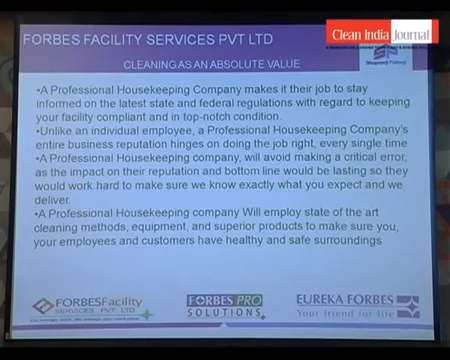 Clean India Journal
FORBES FACILITY SERVICES PVT LTD
CLEANING AS AN ABSOLUTE VALUE
Shapoorji Pallonji
•A Professional Housekeeping Company makes it their job to stay
informed on the latest state and federal regulations with regard to keeping
your facility compliant and in top-notch condition.
•Unlike an individual employee, a Professional Housekeeping Company's
entire business reputation hinges on doing the job right, every single time
•A Professional Housekeeping company, will avoid making a critical error,
as the impact on their reputation and bottom line would be lasting so they
would work hard to make sure we know exactly what you expect and we
deliver.
•A Professional Housekeeping company Will employ state of the art
cleaning methods, equipment, and superior products to make sure you,
your employees and customers have healthy and safe surroundings
FORBESFacility
SERVICES PVT. LTD.
FORBES PRO
SOLUTIONS
EUREKA FORBES
Your friend for life